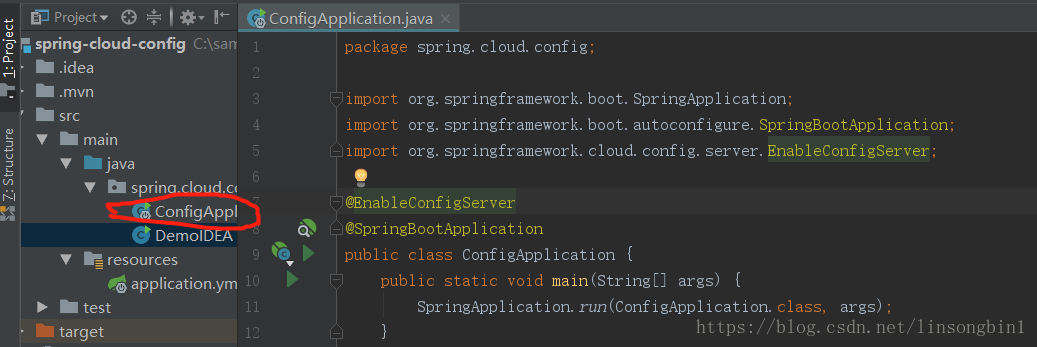 Project
ConfigApplication.java
1: Project
7: Structure
spring-cloud-config C:\sam
.idea
.mvn
src
main
java
spring.cloud.co
ConfigAppl
DemoIDEA
resources
application.ym
test
target
1 package spring.cloud.config;
2
3 import org.springframework.boot.SpringApplication;
4 import org.springframework.boot.autoconfigure.SpringBootApplication;
5 import org.springframework.cloud.config.server.EnableConfigServer;
6
7 @EnableConfigServer
8 @SpringBootApplication
9 public class ConfigApplication {
10 public static void main(String[] args) {
11 SpringApplication.run(ConfigApplication.class, args);
12 }
https://blog.csdn.net/linsongbin1